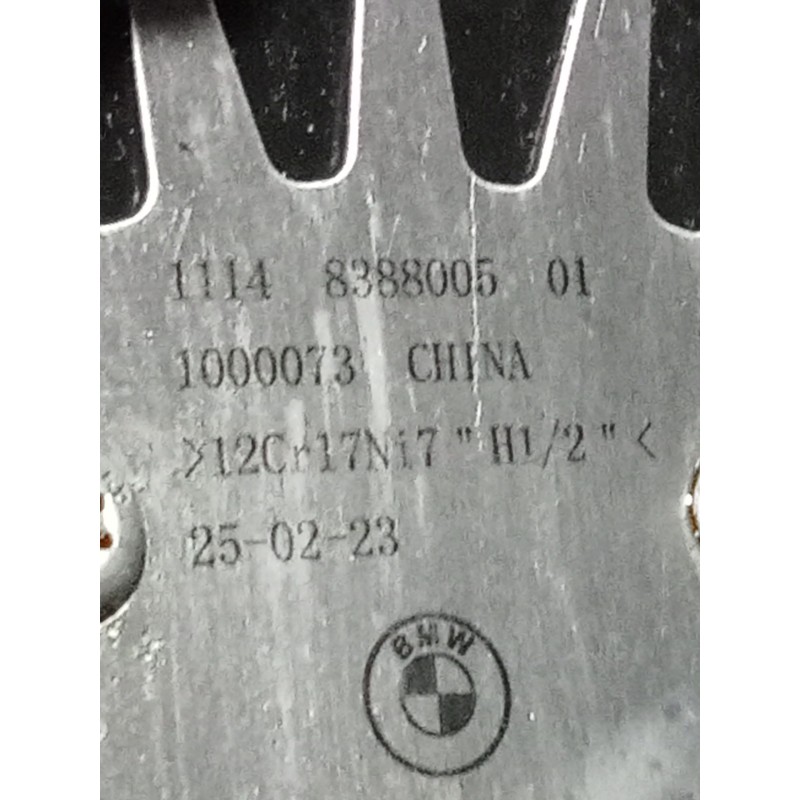 1114 8388005 01
1000073 CHINA
>12Cr17Ni7 "H1/2"<
25-02-23
BMW